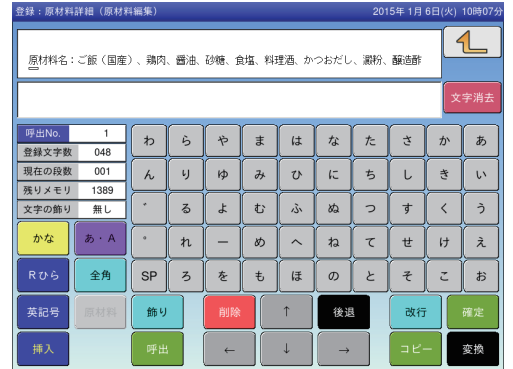 登録：原材料詳細（原材料編集） 2015年 1月 6日(火) 10時07分
原材料名：ご飯（国産）、鶏肉、醤油、砂糖、食塩、料理酒、かつおだし、澱粉、醸造酢
1
文字消去
呼出No. 1
登録文字数 048
現在の段数 001
残りメモリ 1389
文字の飾り 無し
わ ら や ま は な た さ か あ
ん り ゆ み ひ に ち し き い
゛ る よ む ふ ぬ つ す く う
かな あ・A ゜ れ ー め へ ね て せ け え
Rひら 全角 SP ろ を も ほ の と そ こ お
英記号 原材料 飾り 削除 ↑ 後退 改行 確定
挿入 呼出 ← ↓ → コピー 変換